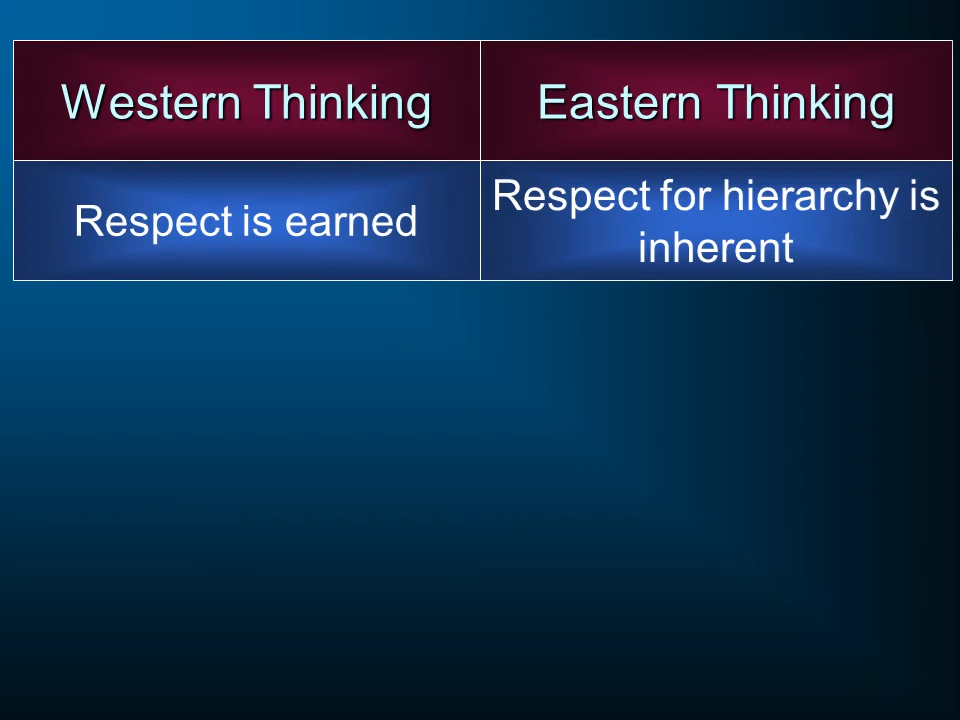 Western Thinking
Eastern Thinking
Respect is earned
Respect for hierarchy is
inherent